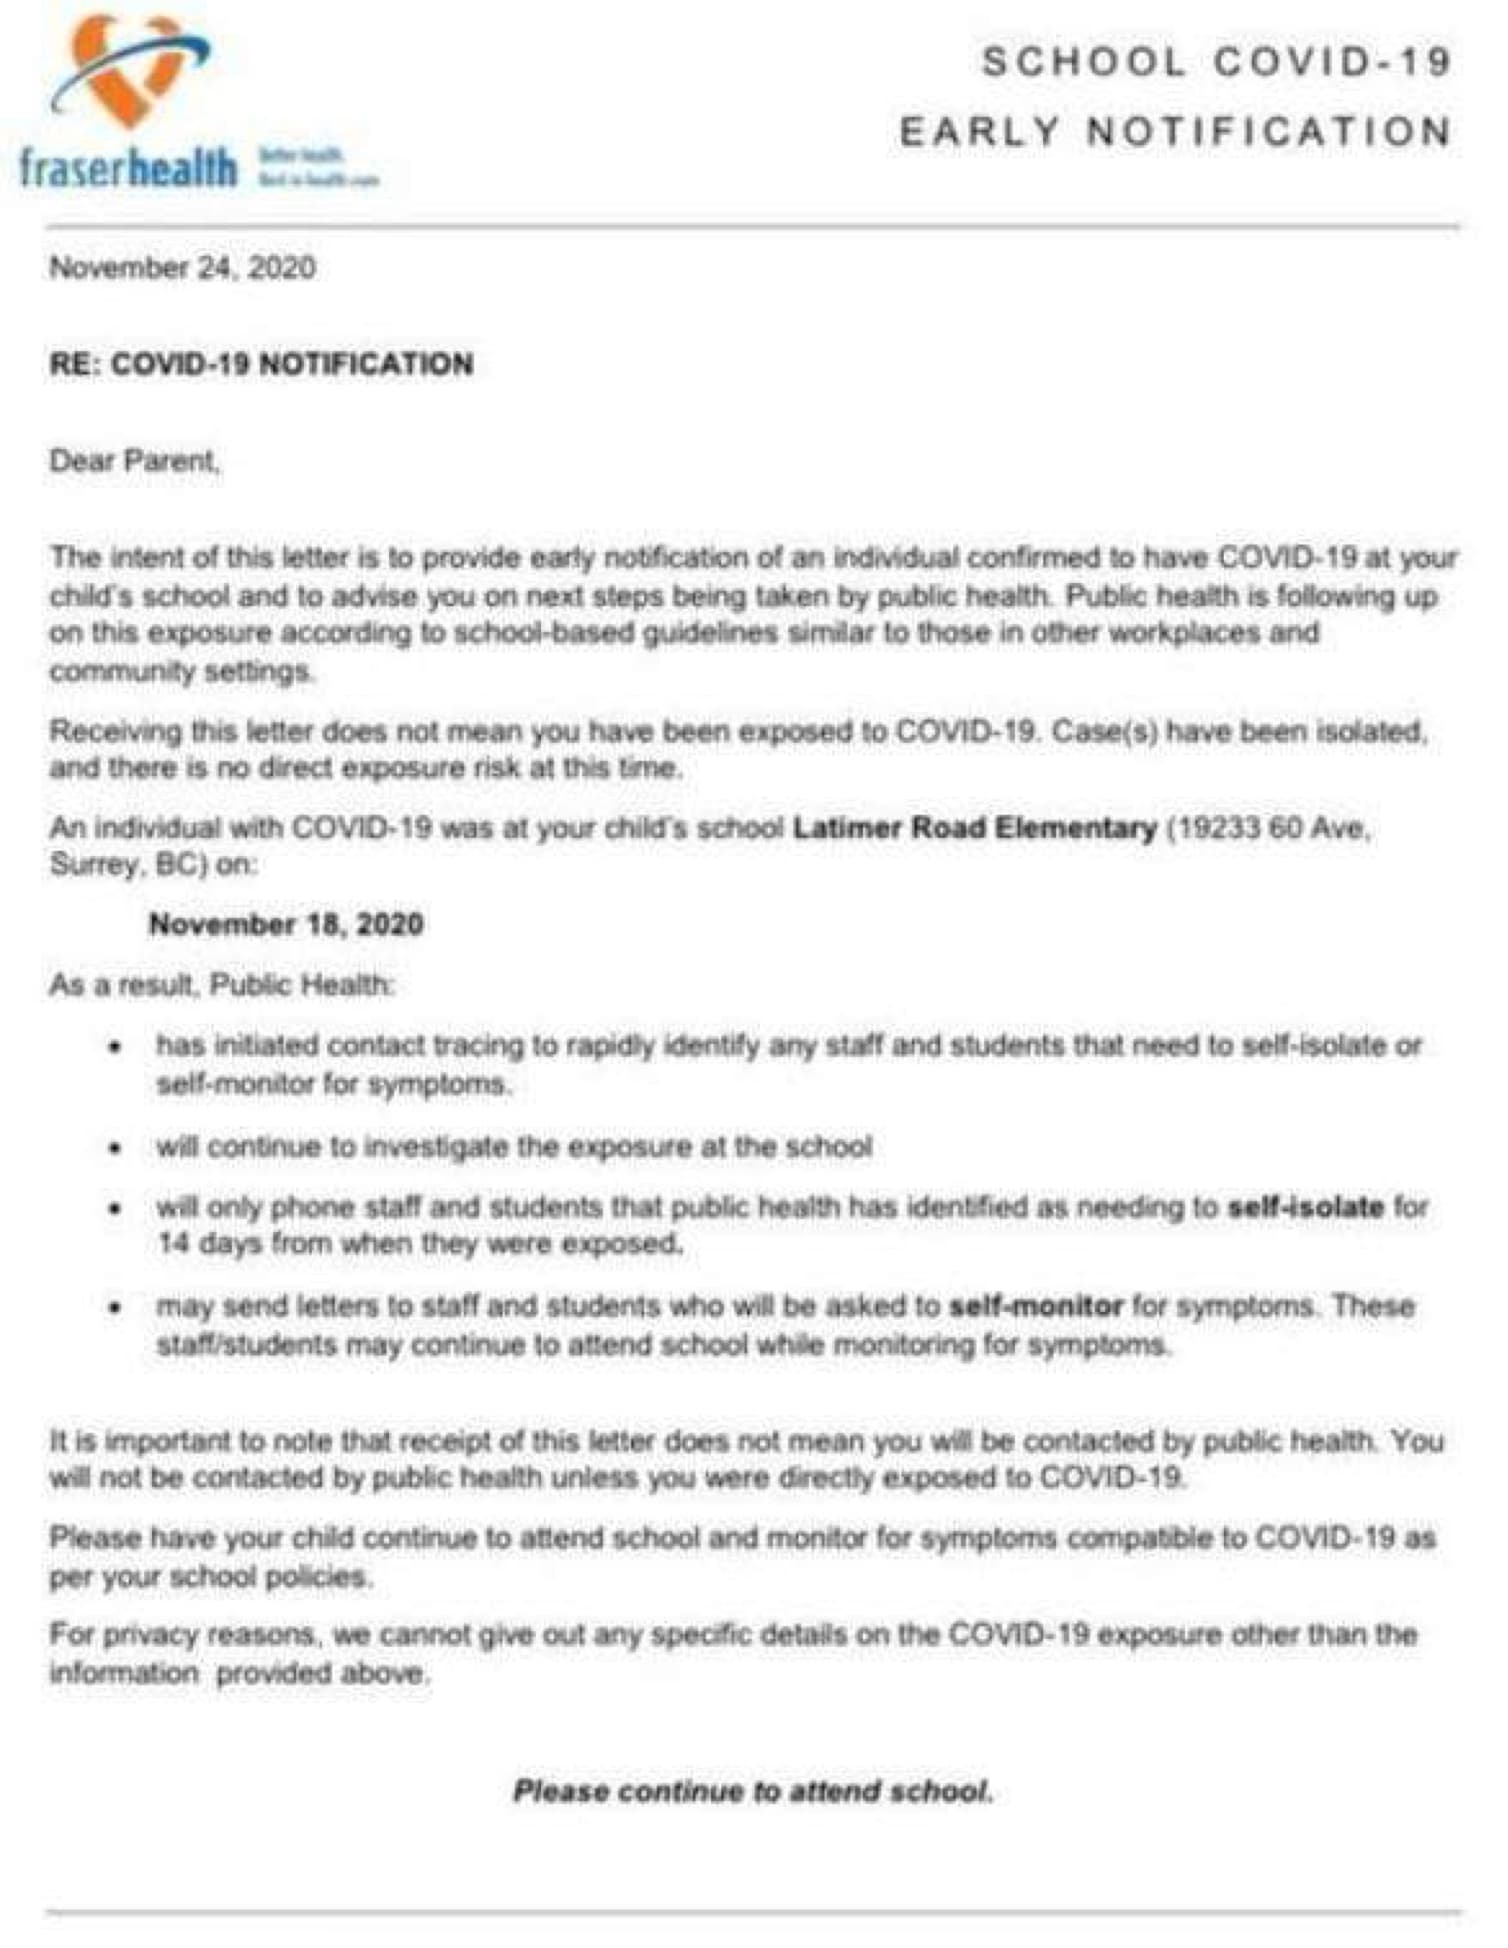 SCHOOL COVID-19
EARLY NOTIFICATION
fraserhealth
Better health.
Best in health care.
November 24, 2020
RE: COVID-19 NOTIFICATION
Dear Parent,
The intent of this letter is to provide early notification of an individual confirmed to have COVID-19 at your
child's school and to advise you on next steps being taken by public health. Public health is following up
on this exposure according to school-based guidelines similar to those in other workplaces and
community settings.
Receiving this letter does not mean you have been exposed to COVID-19. Case(s) have been isolated,
and there is no direct exposure risk at this time.
An individual with COVID-19 was at your child's school Latimer Road Elementary (19233 60 Ave,
Surrey, BC) on:
November 18, 2020
As a result, Public Health:
• has initiated contact tracing to rapidly identify any staff and students that need to self-isolate or
self-monitor for symptoms.
• will continue to investigate the exposure at the school
• will only phone staff and students that public health has identified as needing to self-isolate for
14 days from when they were exposed.
• may send letters to staff and students who will be asked to self-monitor for symptoms. These
staff/students may continue to attend school while monitoring for symptoms.
It is important to note that receipt of this letter does not mean you will be contacted by public health. You
will not be contacted by public health unless you were directly exposed to COVID-19.
Please have your child continue to attend school and monitor for symptoms compatible to COVID-19 as
per your school policies.
For privacy reasons, we cannot give out any specific details on the COVID-19 exposure other than the
information provided above.
Please continue to attend school.